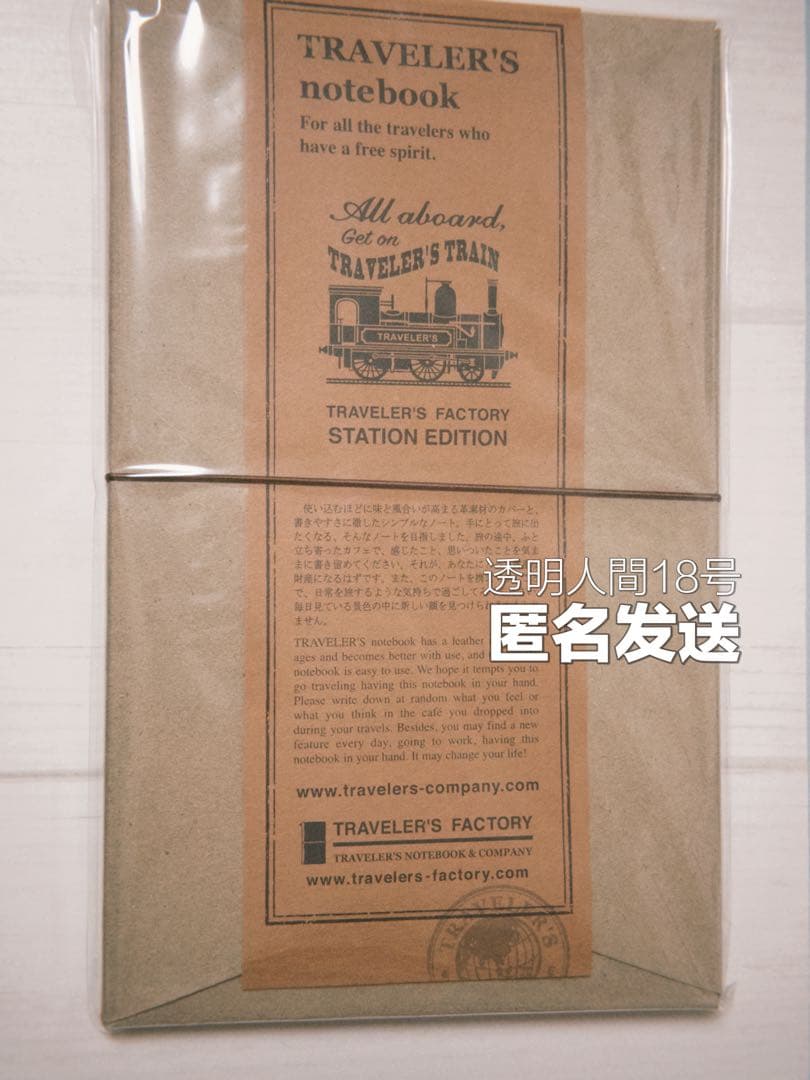 TRAVELER'S
notebook
For all the travelers who
have a free spirit.
All aboard,
Get on
TRAVELER'S TRAIN
TRAVELER'S
TRAVELER'S FACTORY
STATION EDITION
使い込むほどに味と風合いが高まる革素材のカバーと、
書きやすさに徹したシンプルなノート。手にとって旅に出
たくなる、そんなノートを目指しました。旅の途中、ふと
立ち寄ったカフェで、感じたこと、思いついたことを気ま
まに書き留めてください。それが、あなたに
財産になるはずです。また、このノートを携
で、日常を旅するような気持ちで過ごして
毎日見ている景色の中に新しい顔を見つけられ
ません。
透明人間18号
匿名发送
TRAVELER'S notebook has a leather
ages and becomes better with use, and
notebook is easy to use. We hope it tempts you to
go traveling having this notebook in your hand.
Please write down at random what you feel or
what you think in the café you dropped into
during your travels. Besides, you may find a new
feature every day, going to work, having this
notebook in your hand. It may change your life!
www.travelers-company.com
TRAVELER'S FACTORY
TRAVELER'S NOTEBOOK & COMPANY
www.travelers-factory.com
TRAVELER'S